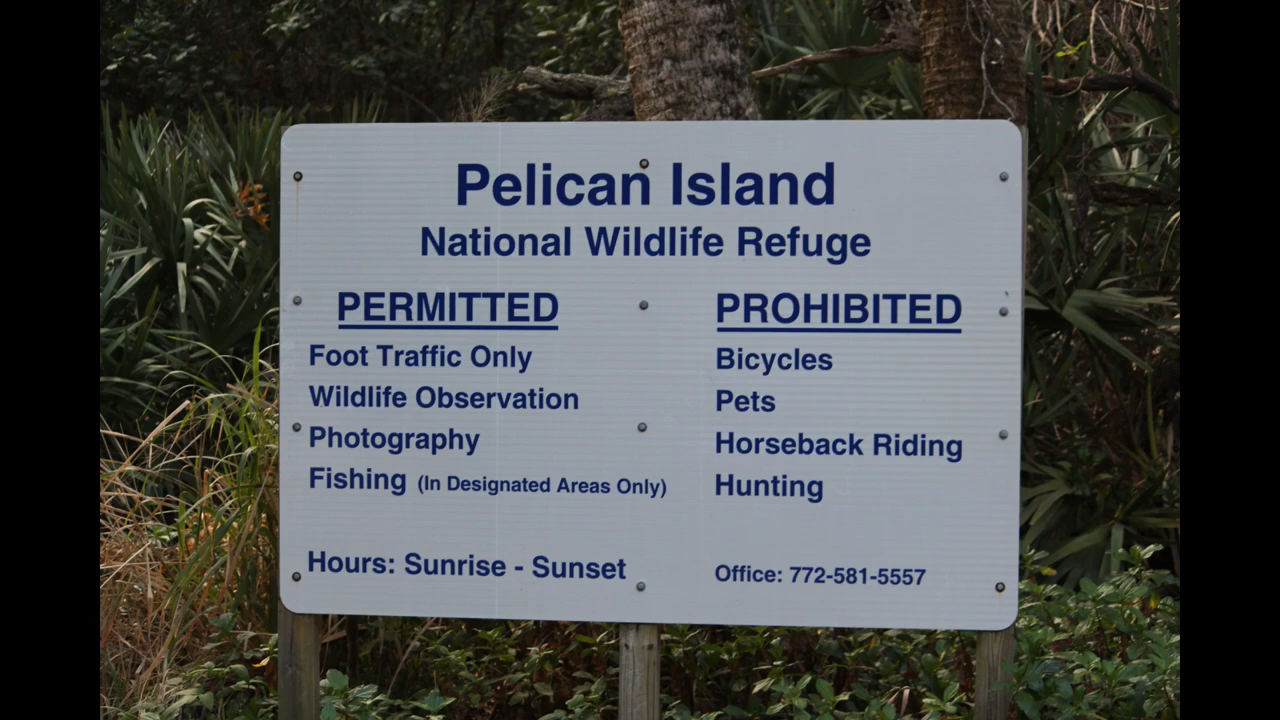 Pelican Island
National Wildlife Refuge
PERMITTED
Foot Traffic Only
Wildlife Observation
Photography
Fishing (In Designated Areas Only)
Hours: Sunrise - Sunset
PROHIBITED
Bicycles
Pets
Horseback Riding
Hunting
Office: 772-581-5557